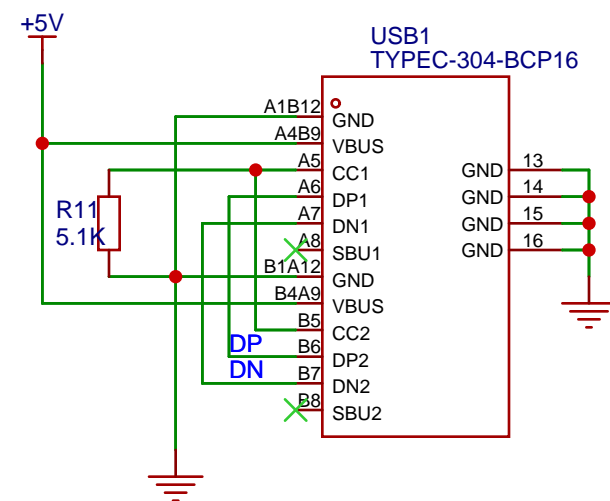 +5V
USB1
TYPEC-304-BCP16
A1B12
GND
A4B9
VBUS
A5
CC1
GND
13
A6
DP1
GND
14
R11
5.1K
A7
DN1
GND
15
A8
SBU1
GND
16
B1A12
GND
B4A9
VBUS
B5
CC2
DP
B6
DP2
DN
B7
DN2
B8
SBU2